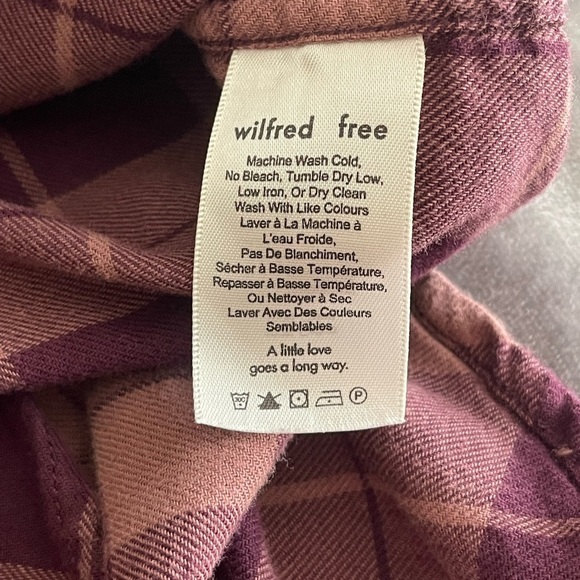 wilfred free
Machine Wash Cold,
No Bleach, Tumble Dry Low,
Low Iron, Or Dry Clean
Wash With Like Colours
Laver à La Machine à
L'eau Froide,
Pas De Blanchiment,
Sécher à Basse Température,
Repasser à Basse Température,
Ou Nettoyer à Sec
Laver Avec Des Couleurs
Semblables
A little love
goes a long way.
30C P